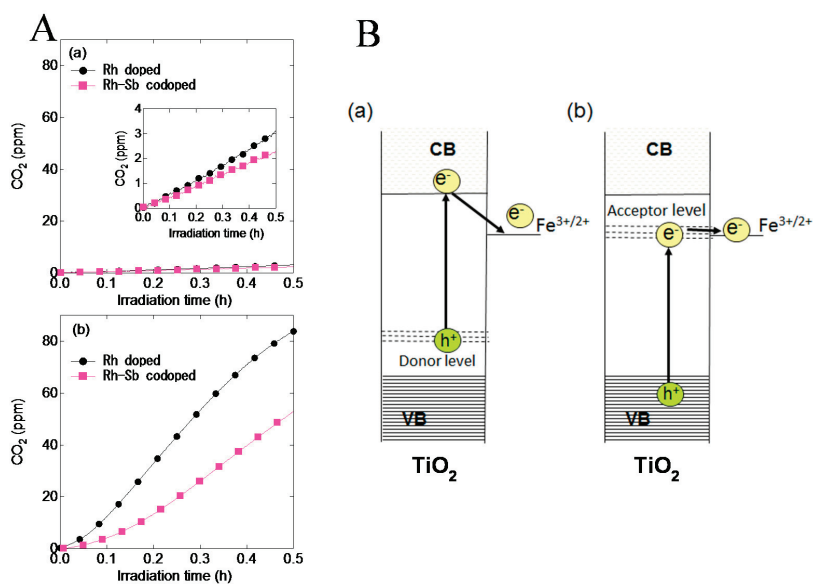 A
(a)
Rh doped
Rh-Sb codoped
CO2 (ppm)
80
60
40
20
0
0.0 0.1 0.2 0.3 0.4 0.5
Irradiation time (h)
CO2 (ppm)
4
3
2
1
0
0.0 0.1 0.2 0.3 0.4 0.5
Irradiation time (h)
(b)
Rh doped
Rh-Sb codoped
CO2 (ppm)
80
60
40
20
0
0.0 0.1 0.2 0.3 0.4 0.5
Irradiation time (h)
B
(a)
CB
e-
e-
Fe3+/2+
h+
Donor level
VB
TiO2
(b)
CB
Acceptor level
e-
e-
Fe3+/2+
h+
VB
TiO2